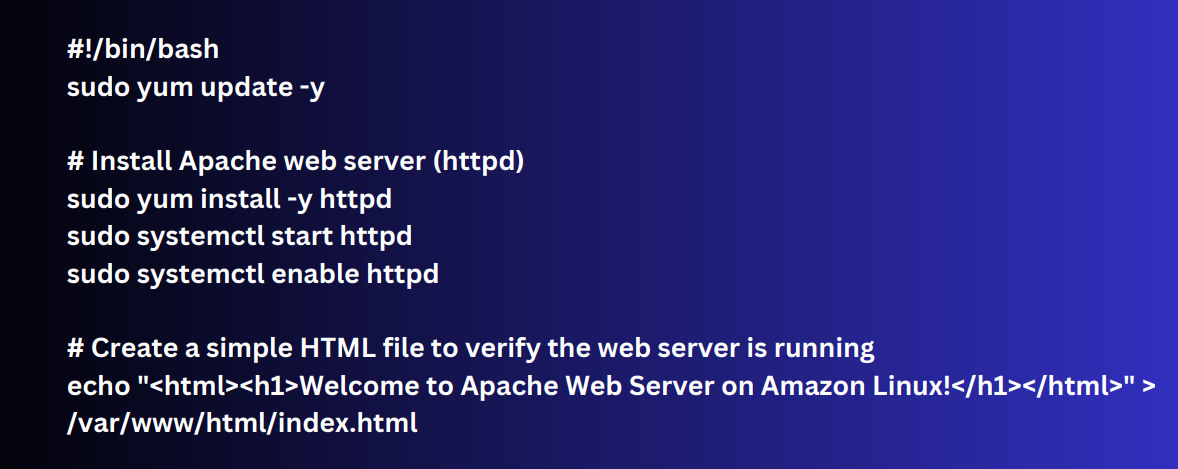 #!/bin/bash
sudo yum update -y
# Install Apache web server (httpd)
sudo yum install -y httpd
sudo systemctl start httpd
sudo systemctl enable httpd
# Create a simple HTML file to verify the web server is running
echo "<html><h1>Welcome to Apache Web Server on Amazon Linux!</h1></html>" >
/var/www/html/index.html